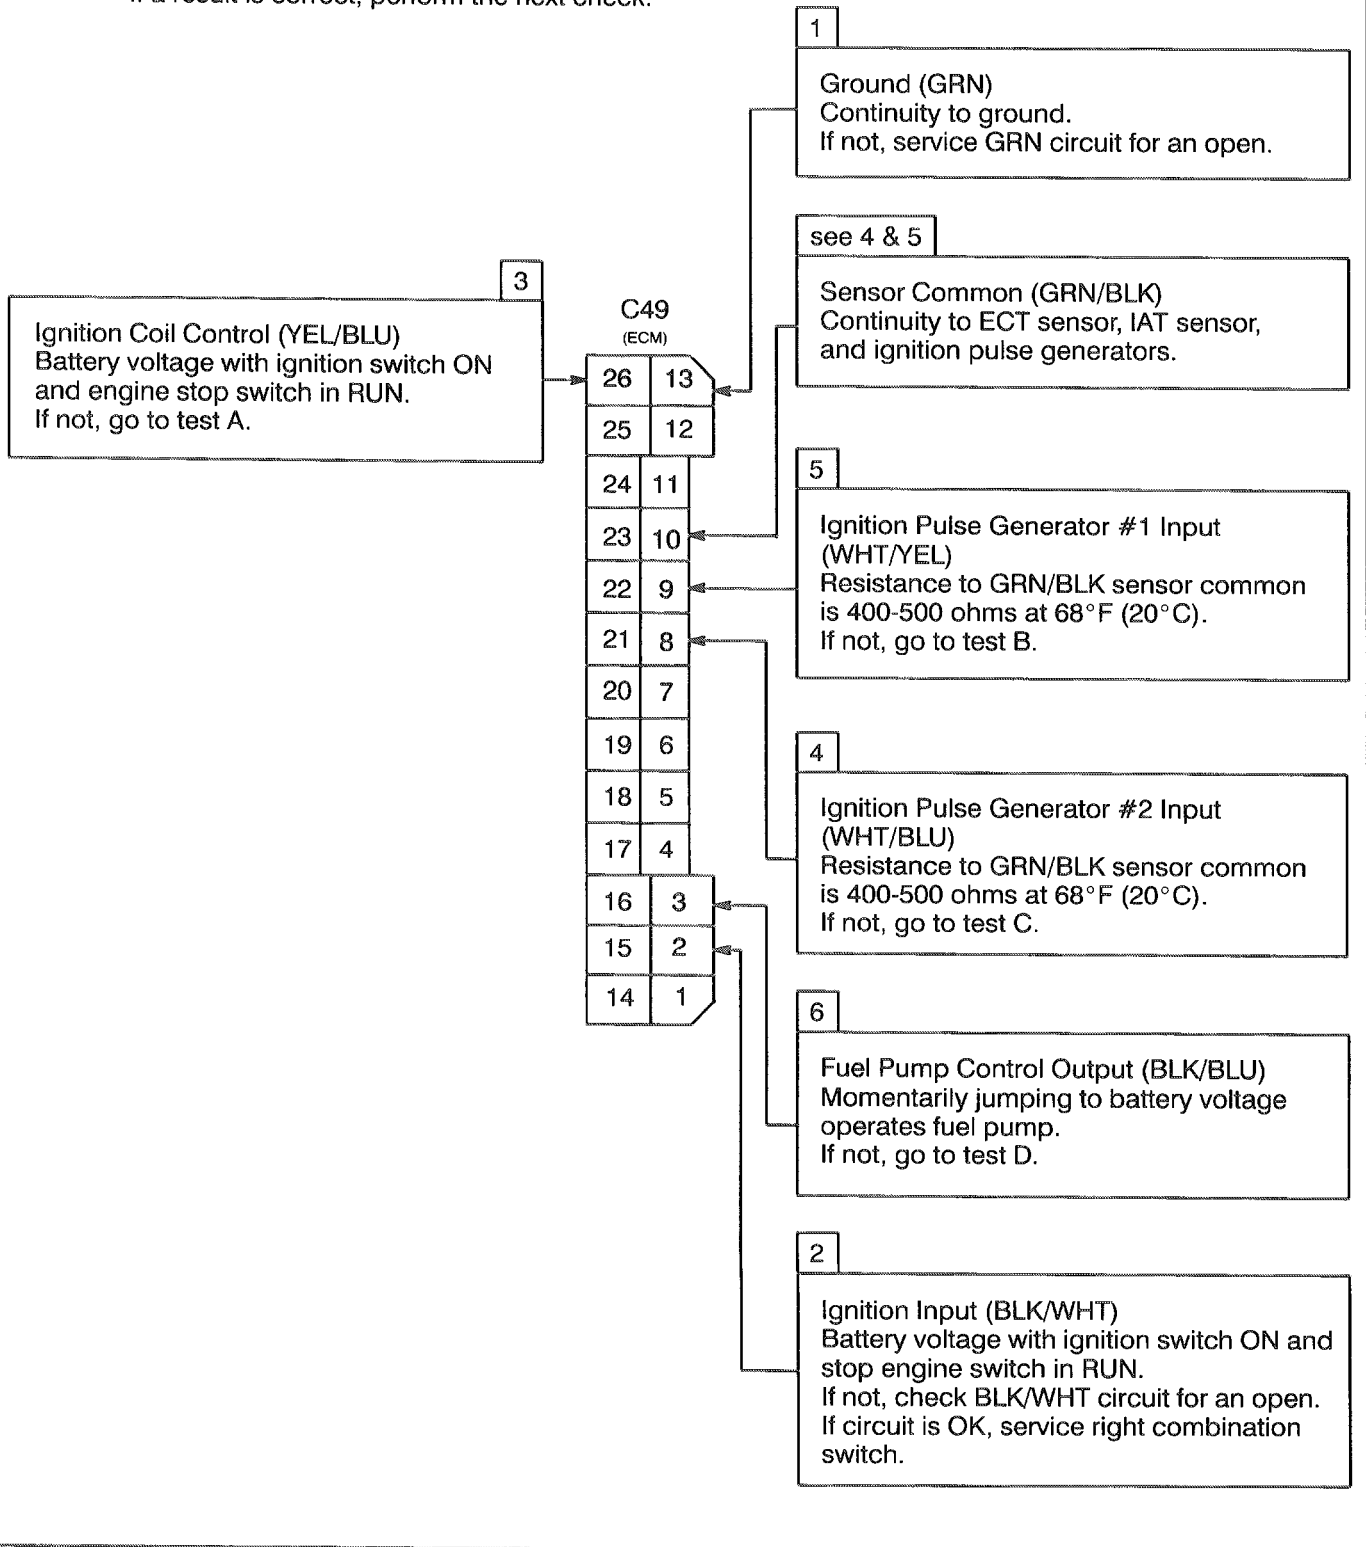 If a result is correct, perform the next check.
1
Ground (GRN)
Continuity to ground.
If not, service GRN circuit for an open.
see 4 & 5
Sensor Common (GRN/BLK)
Continuity to ECT sensor, IAT sensor,
and ignition pulse generators.
3
Ignition Coil Control (YEL/BLU)
Battery voltage with ignition switch ON
and engine stop switch in RUN.
If not, go to test A.
C49
(ECM)
26 13
25 12
24 11
23 10
22 9
21 8
20 7
19 6
18 5
17 4
16 3
15 2
14 1
5
Ignition Pulse Generator #1 Input
(WHT/YEL)
Resistance to GRN/BLK sensor common
is 400-500 ohms at 68°F (20°C).
If not, go to test B.
4
Ignition Pulse Generator #2 Input
(WHT/BLU)
Resistance to GRN/BLK sensor common
is 400-500 ohms at 68°F (20°C).
If not, go to test C.
6
Fuel Pump Control Output (BLK/BLU)
Momentarily jumping to battery voltage
operates fuel pump.
If not, go to test D.
2
Ignition Input (BLK/WHT)
Battery voltage with ignition switch ON and
stop engine switch in RUN.
If not, check BLK/WHT circuit for an open.
If circuit is OK, service right combination
switch.